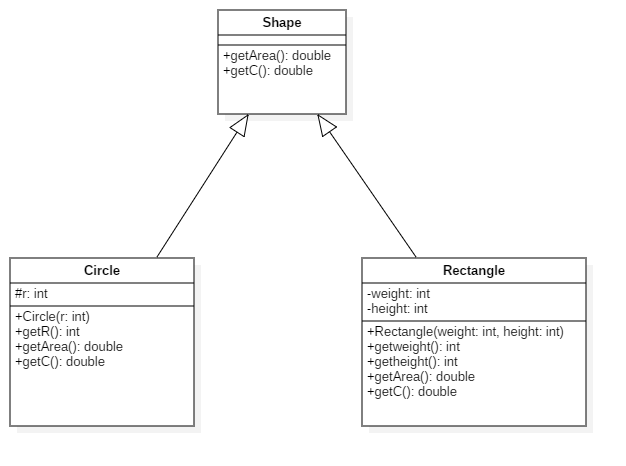 Shape
+getArea(): double
+getC(): double
Circle
#r: int
+Circle(r: int)
+getR(): int
+getArea(): double
+getC(): double
Rectangle
-weight: int
-height: int
+Rectangle(weight: int, height: int)
+getweight(): int
+getheight(): int
+getArea(): double
+getC(): double